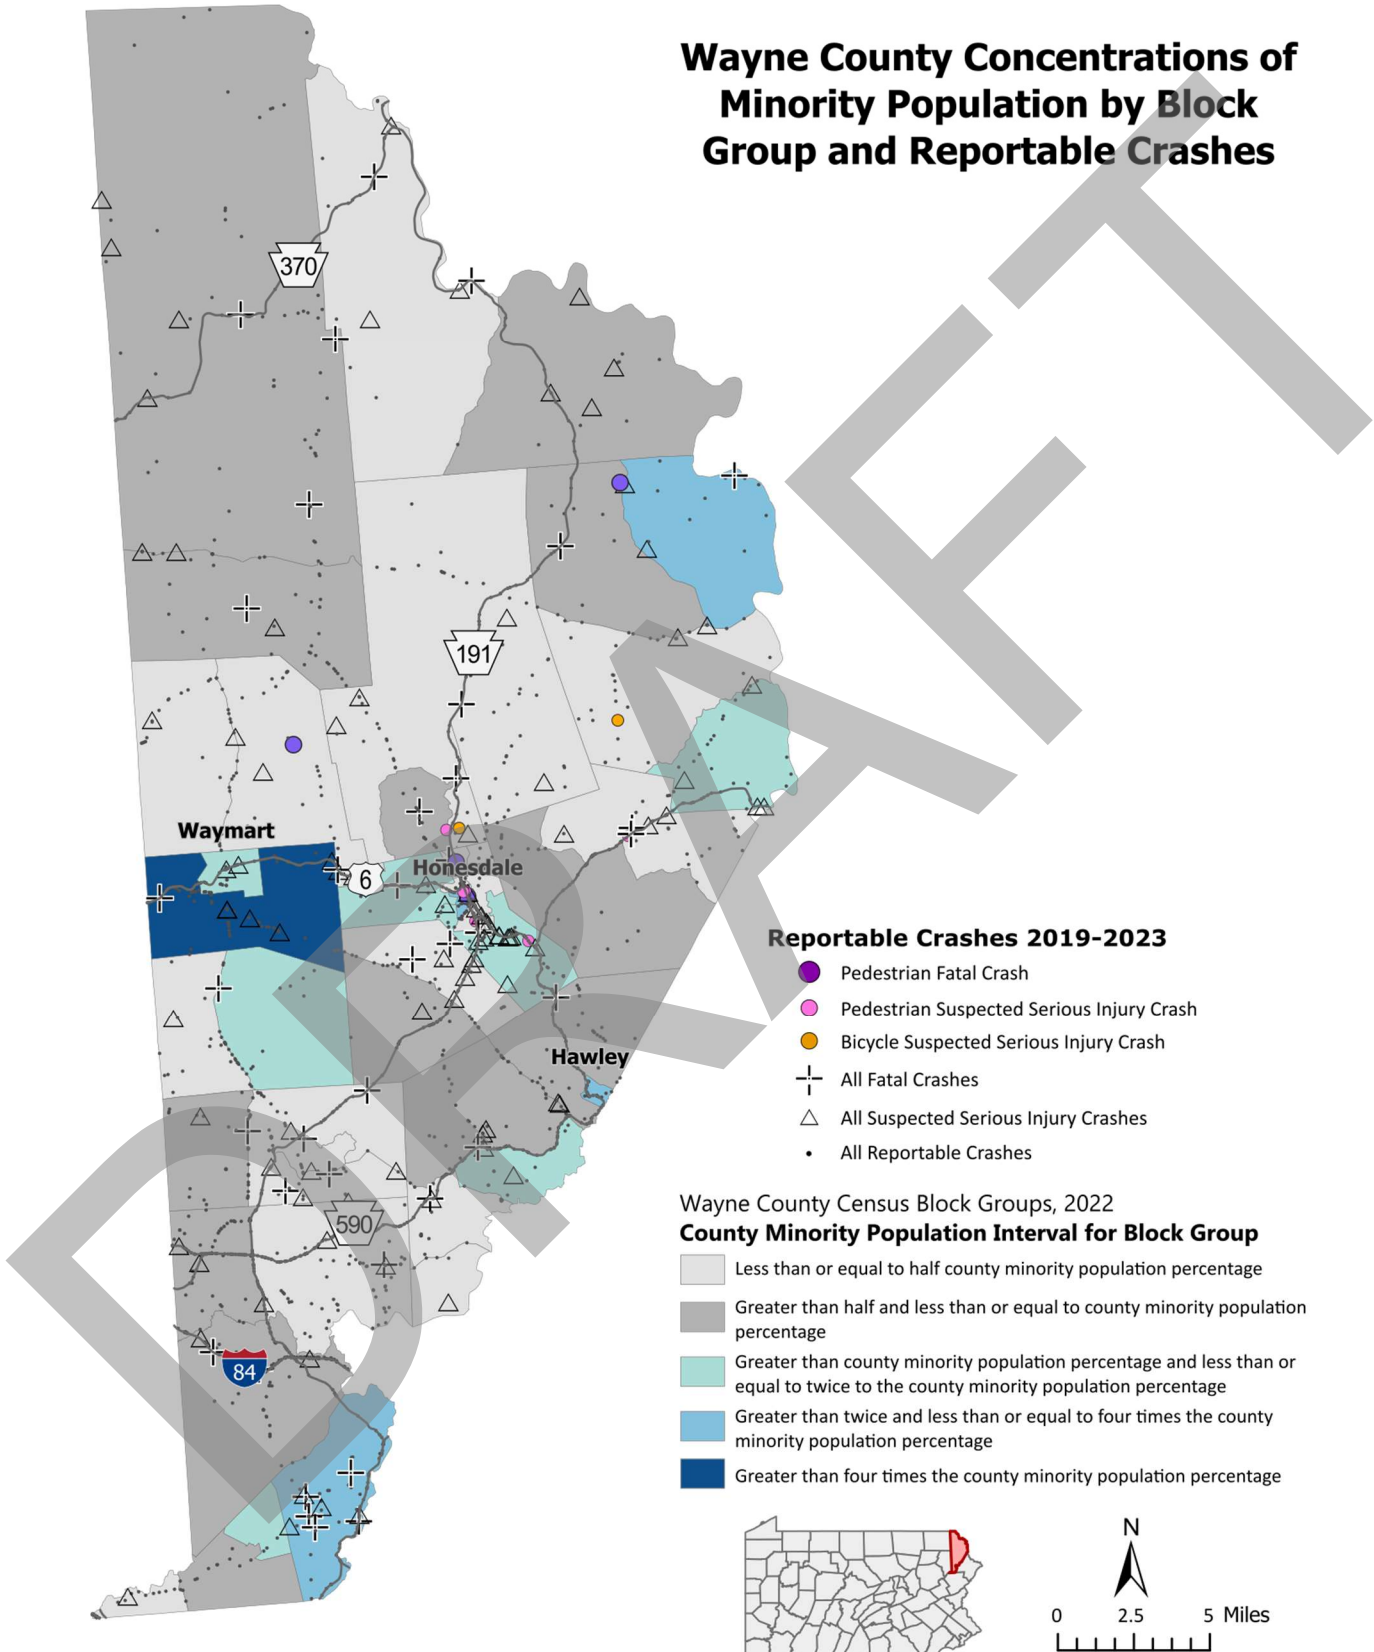 Wayne County Concentrations of
Minority Population by Block
Group and Reportable Crashes
370
191
Waymart
6
Honesdale
Hawley
590
84
DRAFT
Reportable Crashes 2019-2023
Pedestrian Fatal Crash
Pedestrian Suspected Serious Injury Crash
Bicycle Suspected Serious Injury Crash
All Fatal Crashes
All Suspected Serious Injury Crashes
All Reportable Crashes
Wayne County Census Block Groups, 2022
County Minority Population Interval for Block Group
Less than or equal to half county minority population percentage
Greater than half and less than or equal to county minority population
percentage
Greater than county minority population percentage and less than or
equal to twice to the county minority population percentage
Greater than twice and less than or equal to four times the county
minority population percentage
Greater than four times the county minority population percentage
N
0 2.5 5 Miles